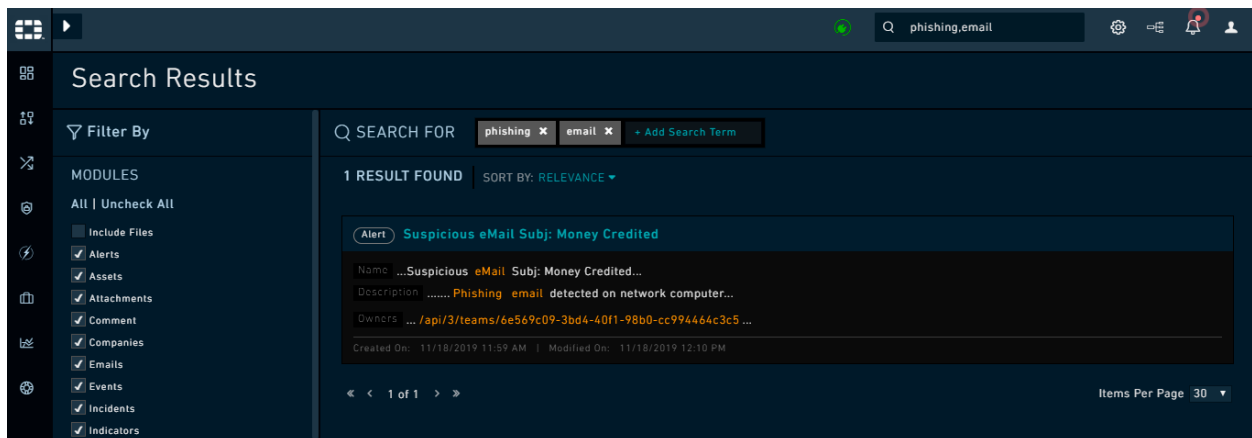 phishing,email
Search Results
Filter By
MODULES
All | Uncheck All
Include Files
Alerts
Assets
Attachments
Comment
Companies
Emails
Events
Incidents
Indicators
SEARCH FOR
phishing ✖ email ✖ + Add Search Term
1 RESULT FOUND SORT BY: RELEVANCE
Alert Suspicious eMail Subj: Money Credited
Name ...Suspicious eMail Subj: Money Credited...
Description ....... Phishing email detected on network computer...
Owners ... /api/3/teams/6e569c09-3bd4-40f1-98b0-cc994464c3c5 ...
Created On: 11/18/2019 11:59 AM | Modified On: 11/18/2019 12:10 PM
« < 1 of 1 > »
Items Per Page 30